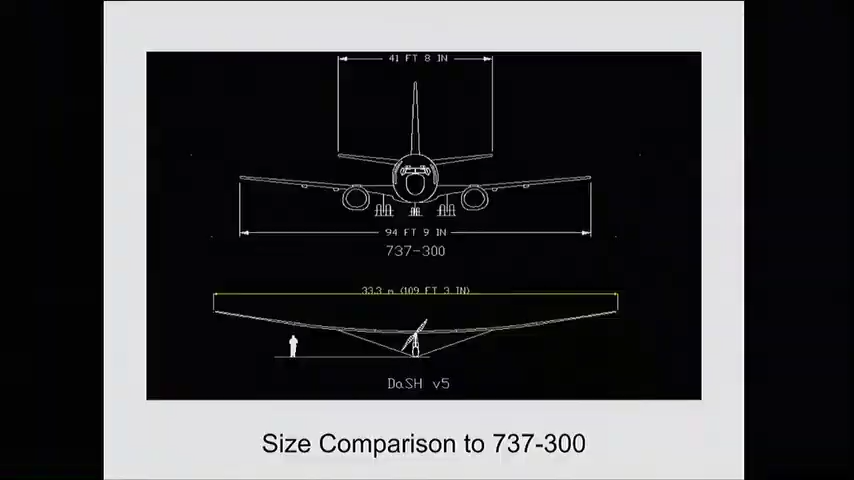 41 FT 8 IN
94 FT 9 IN
737-300
33.3 m (109 FT 3 IN)
DaSH v5
Size Comparison to 737-300